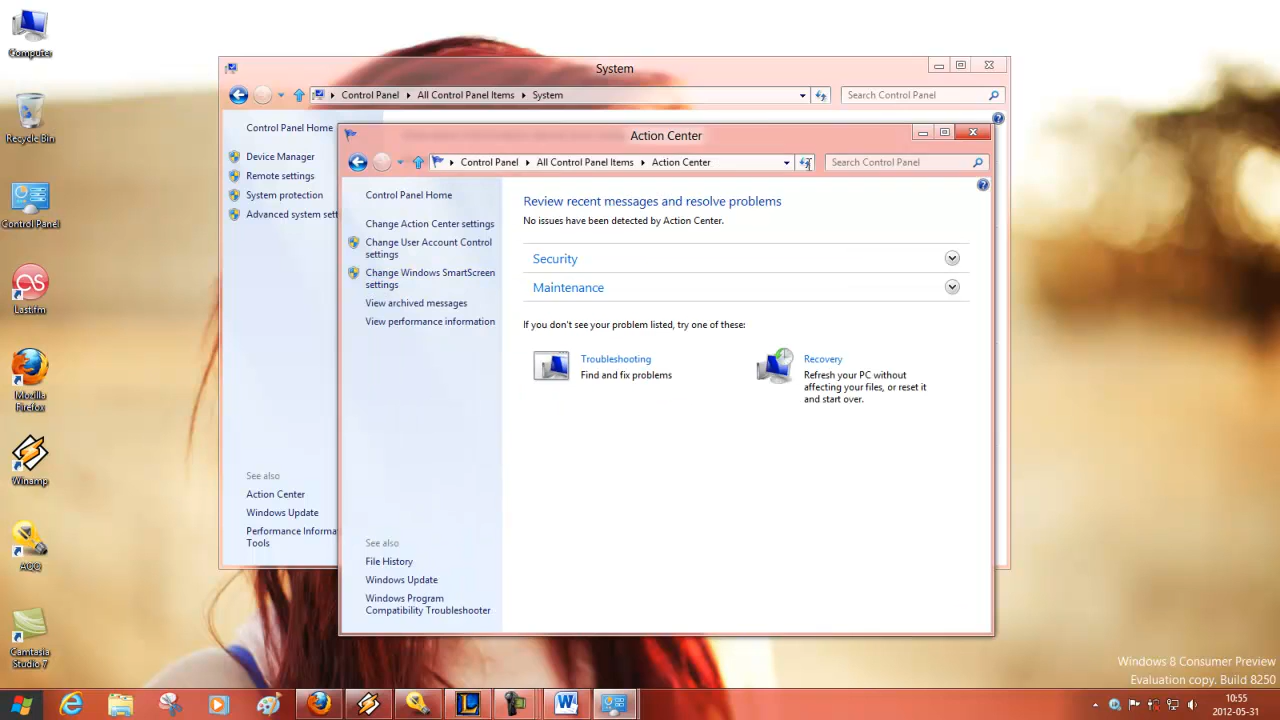 Computer
Recycle Bin
Control Panel
Last.fm
Mozilla
Firefox
Winamp
AQQ
Camtasia
Studio 7
System
Control Panel
All Control Panel Items
System
Search Control Panel
Control Panel Home
Device Manager
Remote settings
System protection
Advanced system sett
See also
Action Center
Windows Update
Performance Informa
Tools
Action Center
Control Panel
All Control Panel Items
Action Center
Search Control Panel
Control Panel Home
Change Action Center settings
Change User Account Control
settings
Change Windows SmartScreen
settings
View archived messages
View performance information
See also
File History
Windows Update
Windows Program
Compatibility Troubleshooter
Review recent messages and resolve problems
No issues have been detected by Action Center.
Security
Maintenance
If you don't see your problem listed, try one of these:
Troubleshooting
Find and fix problems
Recovery
Refresh your PC without
affecting your files, or reset it
and start over.
Windows 8 Consumer Preview
Evaluation copy. Build 8250
10:55
2012-05-31